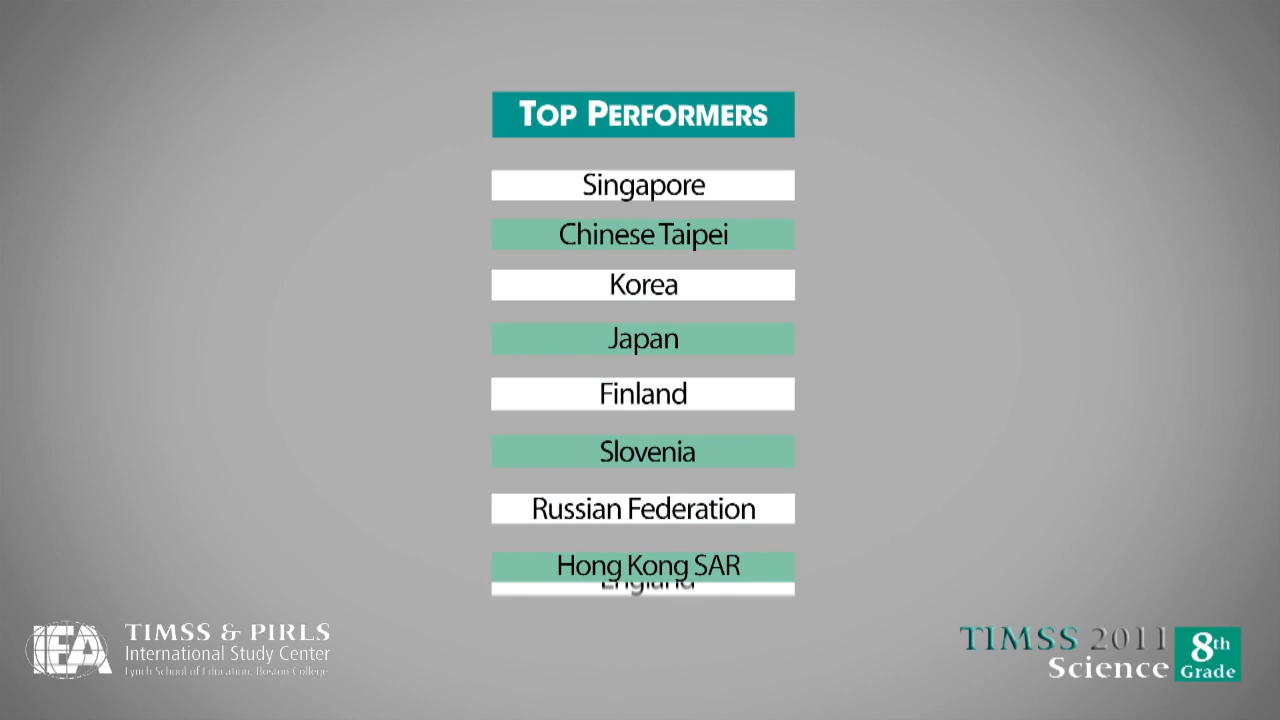 TOP PERFORMERS
Singapore
Chinese Taipei
Korea
Japan
Finland
Slovenia
Russian Federation
Hong Kong SAR
England
IEA
TIMSS & PIRLS
International Study Center
Lynch School of Education, Boston College
TIMSS 2011
Science
8th
Grade